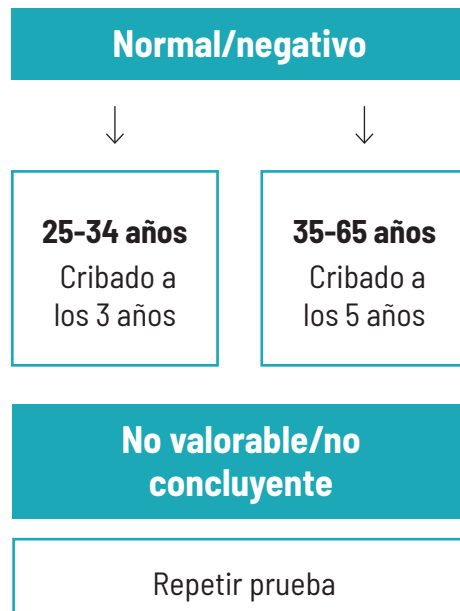 Normal/negativo
25-34 años
Cribado a
los 3 años
35-65 años
Cribado a
los 5 años
No valorable/no
concluyente
Repetir prueba